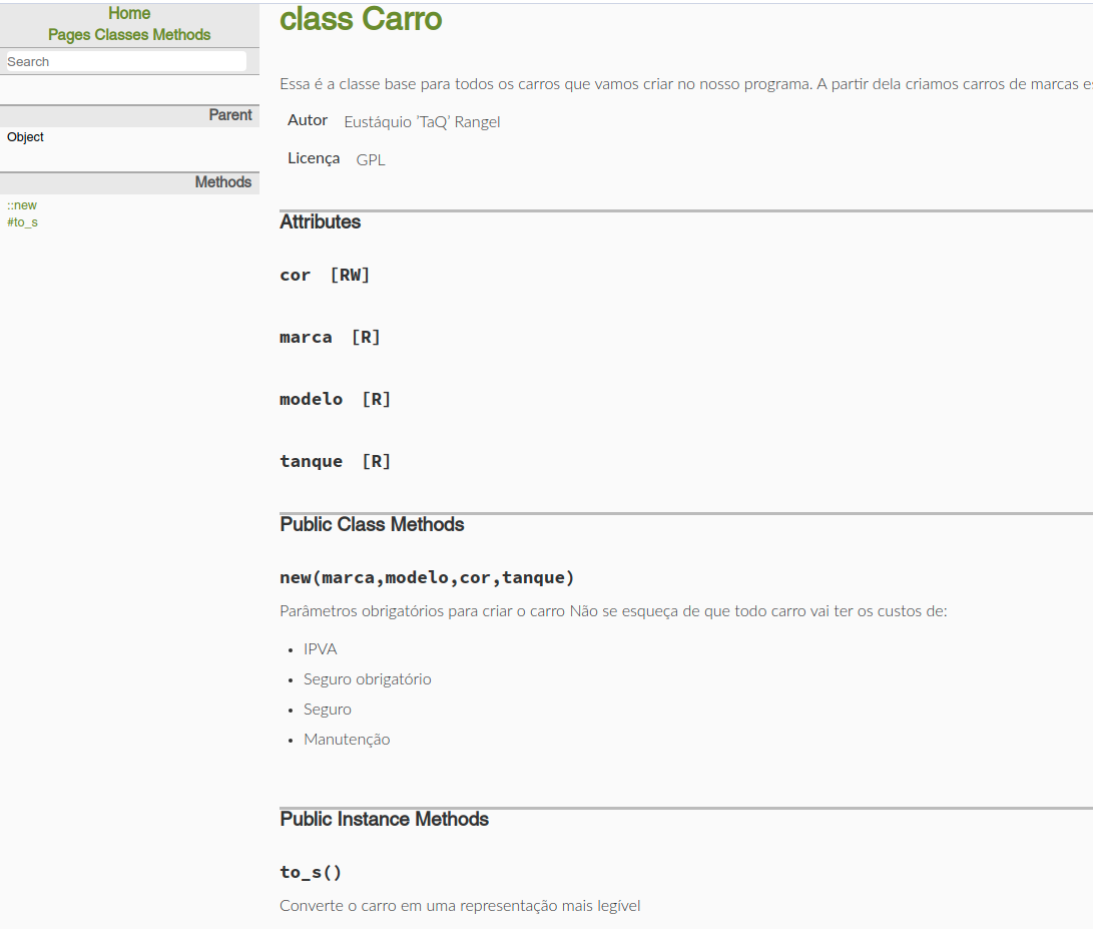 Home
Pages Classes Methods
Search
Parent
Object
Methods
::new
#to_s
class Carro
Essa é a classe base para todos os carros que vamos criar no nosso programa. A partir dela criamos carros de marcas
Autor Eustáquio 'TaQ' Rangel
Licença GPL
Attributes
cor [RW]
marca [R]
modelo [R]
tanque [R]
Public Class Methods
new(marca,modelo,cor,tanque)
Parâmetros obrigatórios para criar o carro Não se esqueça de que todo carro vai ter os custos de:
• IPVA
• Seguro obrigatório
• Seguro
• Manutenção
Public Instance Methods
to_s()
Converte o carro em uma representação mais legível